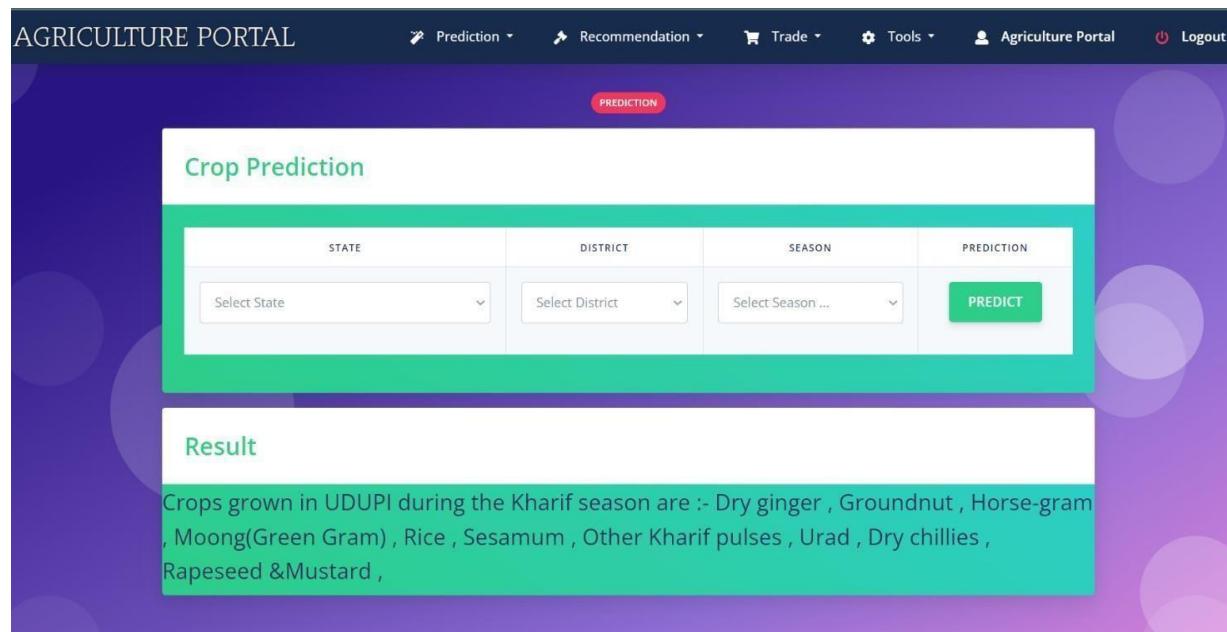 AGRICULTURE PORTAL Prediction Recommendation Trade Tools Agriculture Portal Logout
PREDICTION
Crop Prediction
STATE DISTRICT SEASON PREDICTION
Select State Select District Select Season ... PREDICT
Result
Crops grown in UDUPI during the Kharif season are :- Dry ginger , Groundnut , Horse-gram
, Moong(Green Gram) , Rice , Sesamum , Other Kharif pulses , Urad , Dry chillies ,
Rapeseed &Mustard ,